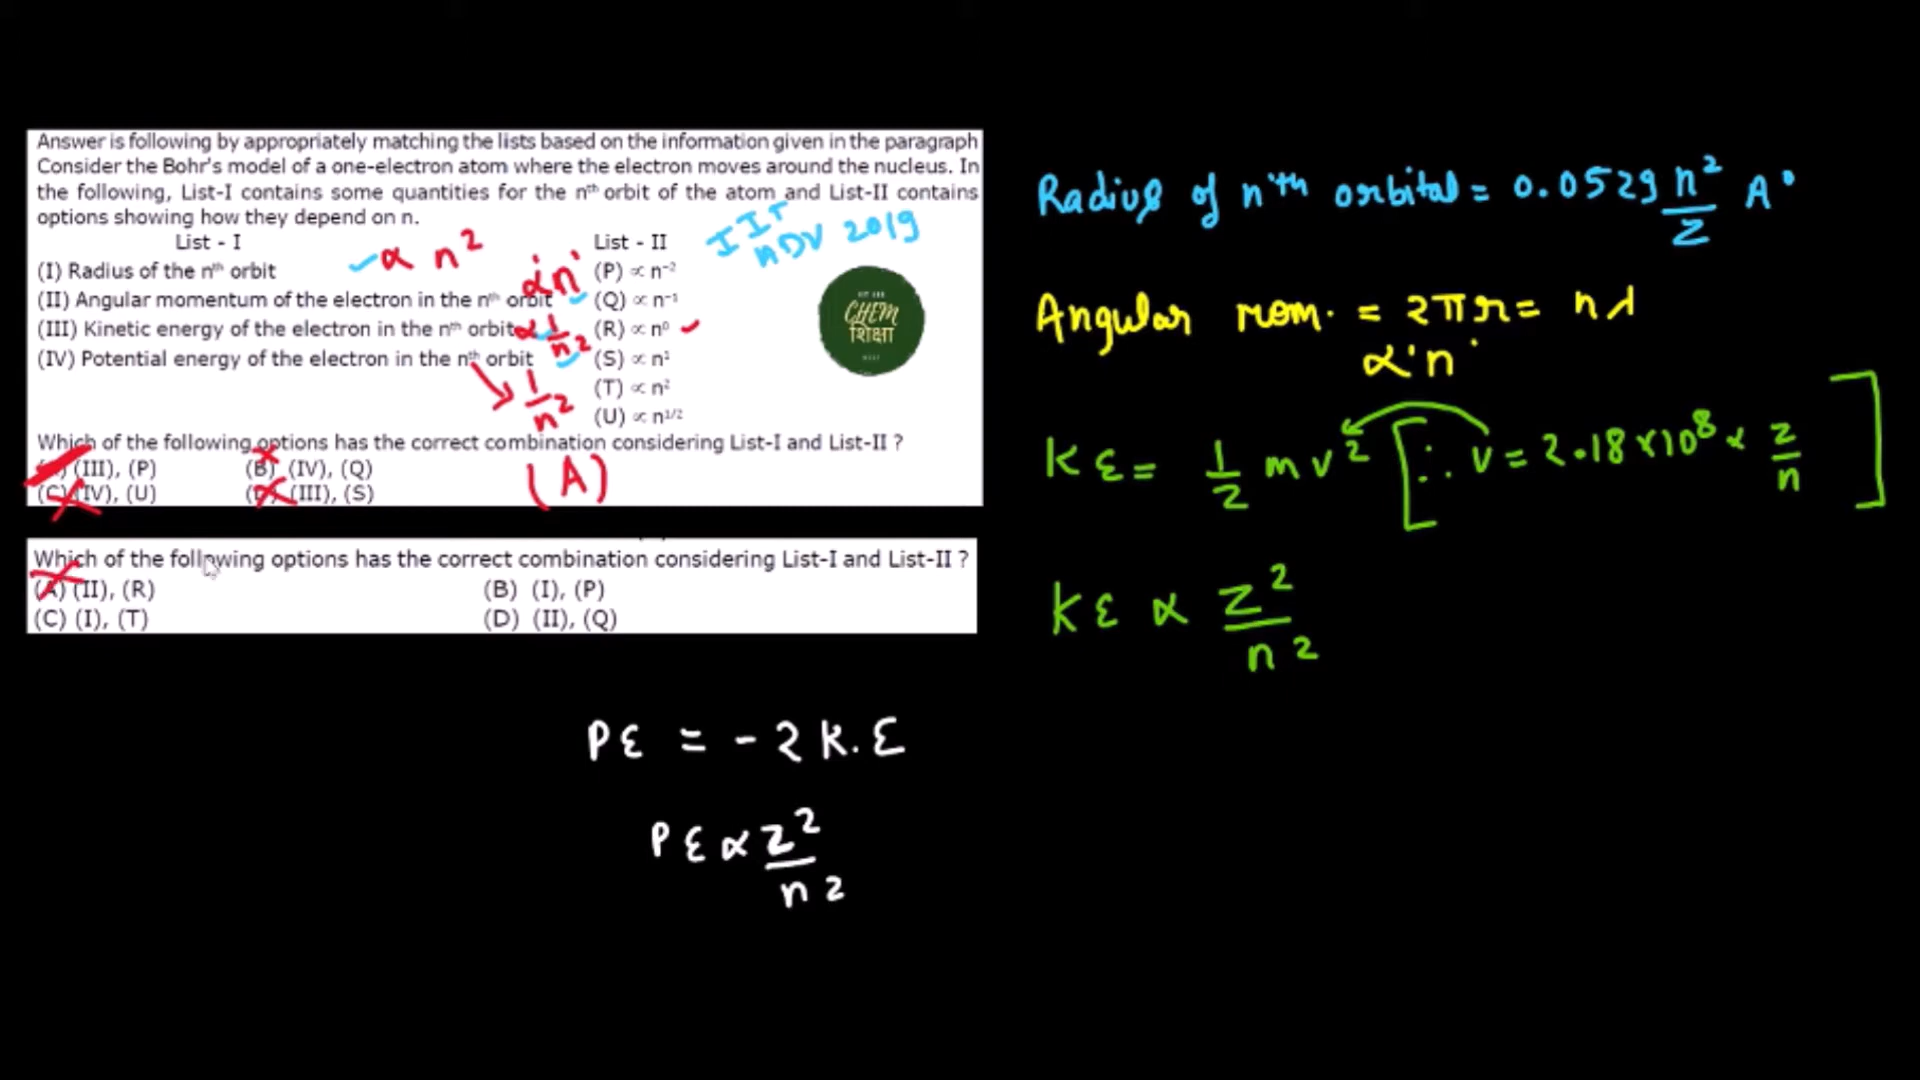 Answer is following by appropriately matching the lists based on the information given in the paragraph
Consider the Bohr's model of a one-electron atom where the electron moves around the nucleus. In
the following, List-I contains some quantities for the nᵗʰ orbit of the atom and List-II contains
options showing how they depend on n.
List - I
∝ n²
(I) Radius of the nᵗʰ orbit
(II) Angular momentum of the electron in the nᵗʰ orbit
∝ n
(III) Kinetic energy of the electron in the nᵗʰ orbit
∝ 1/n²
(IV) Potential energy of the electron in the nᵗʰ orbit
1/n²
List - II
IIT
ADV 2019
(P) ∝ n⁻²
(Q) ∝ n⁻¹
(R) ∝ n⁰
(S) ∝ n¹
(T) ∝ n²
(U) ∝ n¹ᐟ²
CHEM
शिक्षा
Which of the following options has the correct combination considering List-I and List-II ?
(III), (P)
(B) (IV), (Q)
(C) (IV), (U)
(D) (III), (S)
(A)
Which of the following options has the correct combination considering List-I and List-II ?
(A) (II), (R)
(B) (I), (P)
(C) (I), (T)
(D) (II), (Q)
PE = -2 K.E
PE ∝ Z²/n²
Radius of n'th orbital = 0.0529 n²/Z A°
Angular mom. = 2πr = nλ
∝ n
KE = 1/2 mv² [∵ v = 2.18 × 10⁸ × Z/n]
KE ∝ Z²/n²